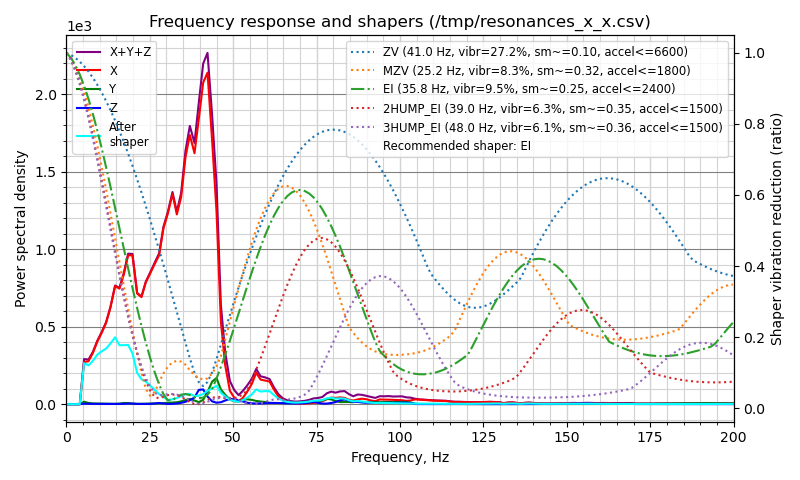 Frequency response and shapers (/tmp/resonances_x_x.csv)
1e3
X+Y+Z
X
Y
Z
After
shaper
ZV (41.0 Hz, vibr=27.2%, sm~=0.10, accel<=6600)
MZV (25.2 Hz, vibr=8.3%, sm~=0.32, accel<=1800)
EI (35.8 Hz, vibr=9.5%, sm~=0.25, accel<=2400)
2HUMP_EI (39.0 Hz, vibr=6.3%, sm~=0.35, accel<=1500)
3HUMP_EI (48.0 Hz, vibr=6.1%, sm~=0.36, accel<=1500)
Recommended shaper: EI
Power spectral density
2.0
1.5
1.0
0.5
0.0
1.0
0.8
0.6
0.4
0.2
0.0
Shaper vibration reduction (ratio)
0 25 50 75 100 125 150 175 200
Frequency, Hz